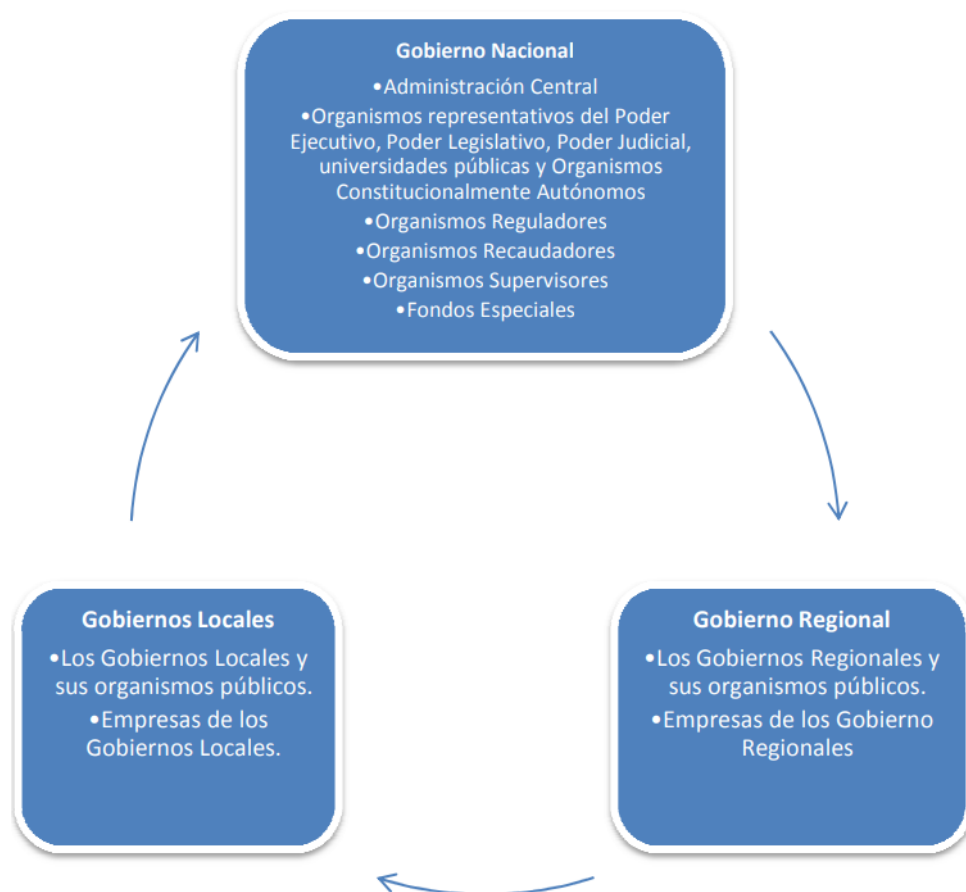 Gobierno Nacional
•Administración Central
•Organismos representativos del Poder
Ejecutivo, Poder Legislativo, Poder Judicial,
universidades públicas y Organismos
Constitucionalmente Autónomos
•Organismos Reguladores
•Organismos Recaudadores
•Organismos Supervisores
•Fondos Especiales
Gobiernos Locales
•Los Gobiernos Locales y
sus organismos públicos.
•Empresas de los
Gobiernos Locales.
Gobierno Regional
•Los Gobiernos Regionales y
sus organismos públicos.
•Empresas de los Gobierno
Regionales